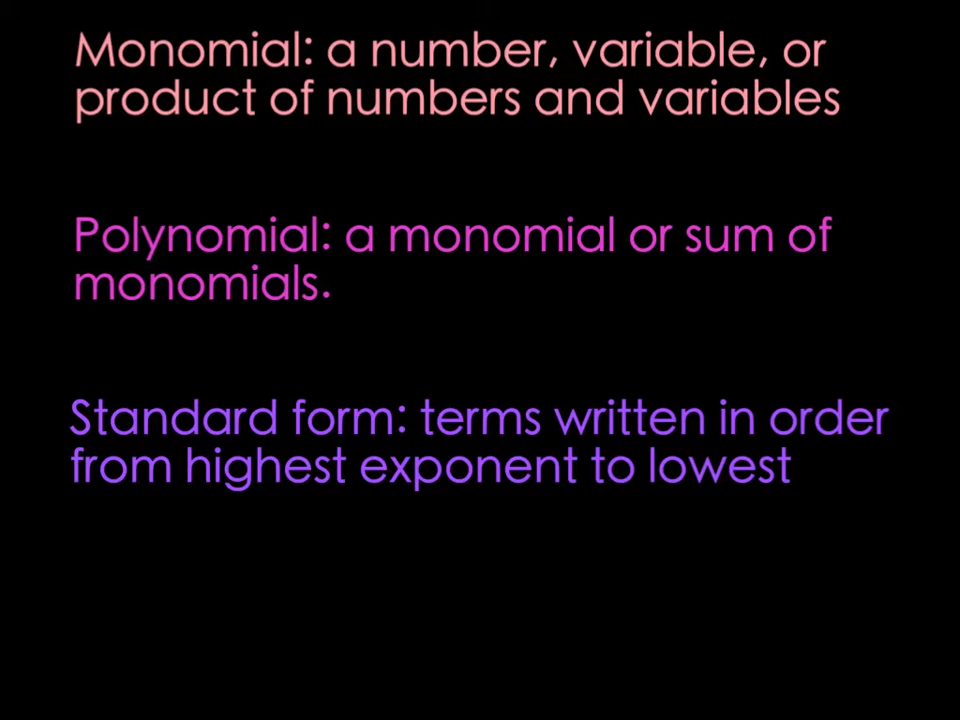 Monomial: a number, variable, or
product of numbers and variables
Polynomial: a monomial or sum of
monomials.
Standard form: terms written in order
from highest exponent to lowest